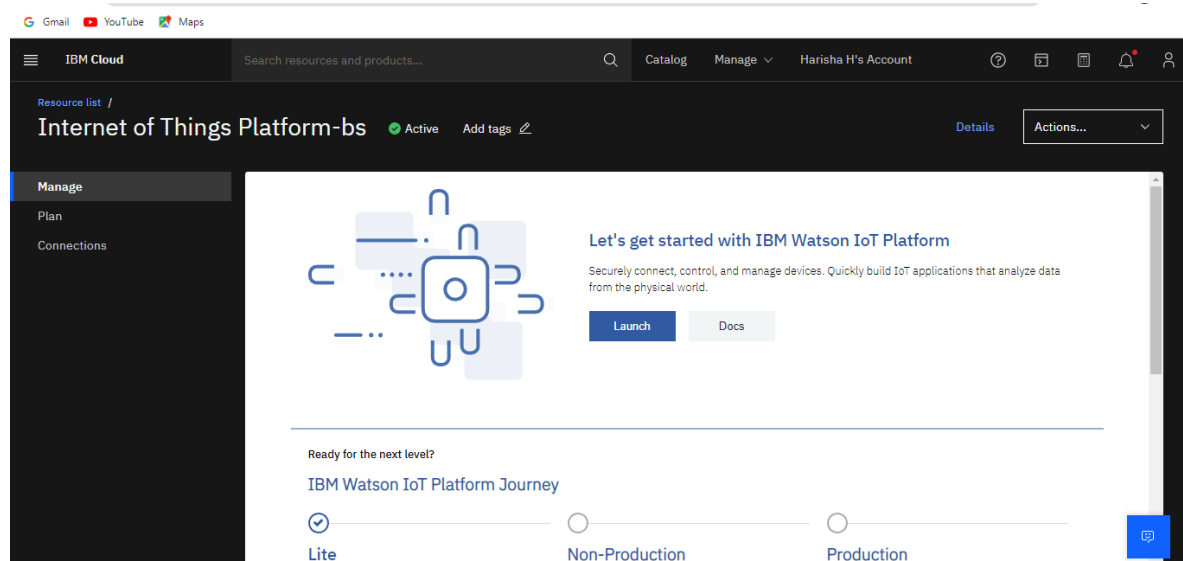 Gmail YouTube Maps
IBM Cloud Search resources and products... Catalog Manage Harisha H's Account
Resource list /
Internet of Things Platform-bs Active Add tags Details Actions...
Manage
Plan
Connections
Let's get started with IBM Watson IoT Platform
Securely connect, control, and manage devices. Quickly build IoT applications that analyze data
from the physical world.
Launch Docs
Ready for the next level?
IBM Watson IoT Platform Journey
Lite Non-Production Production